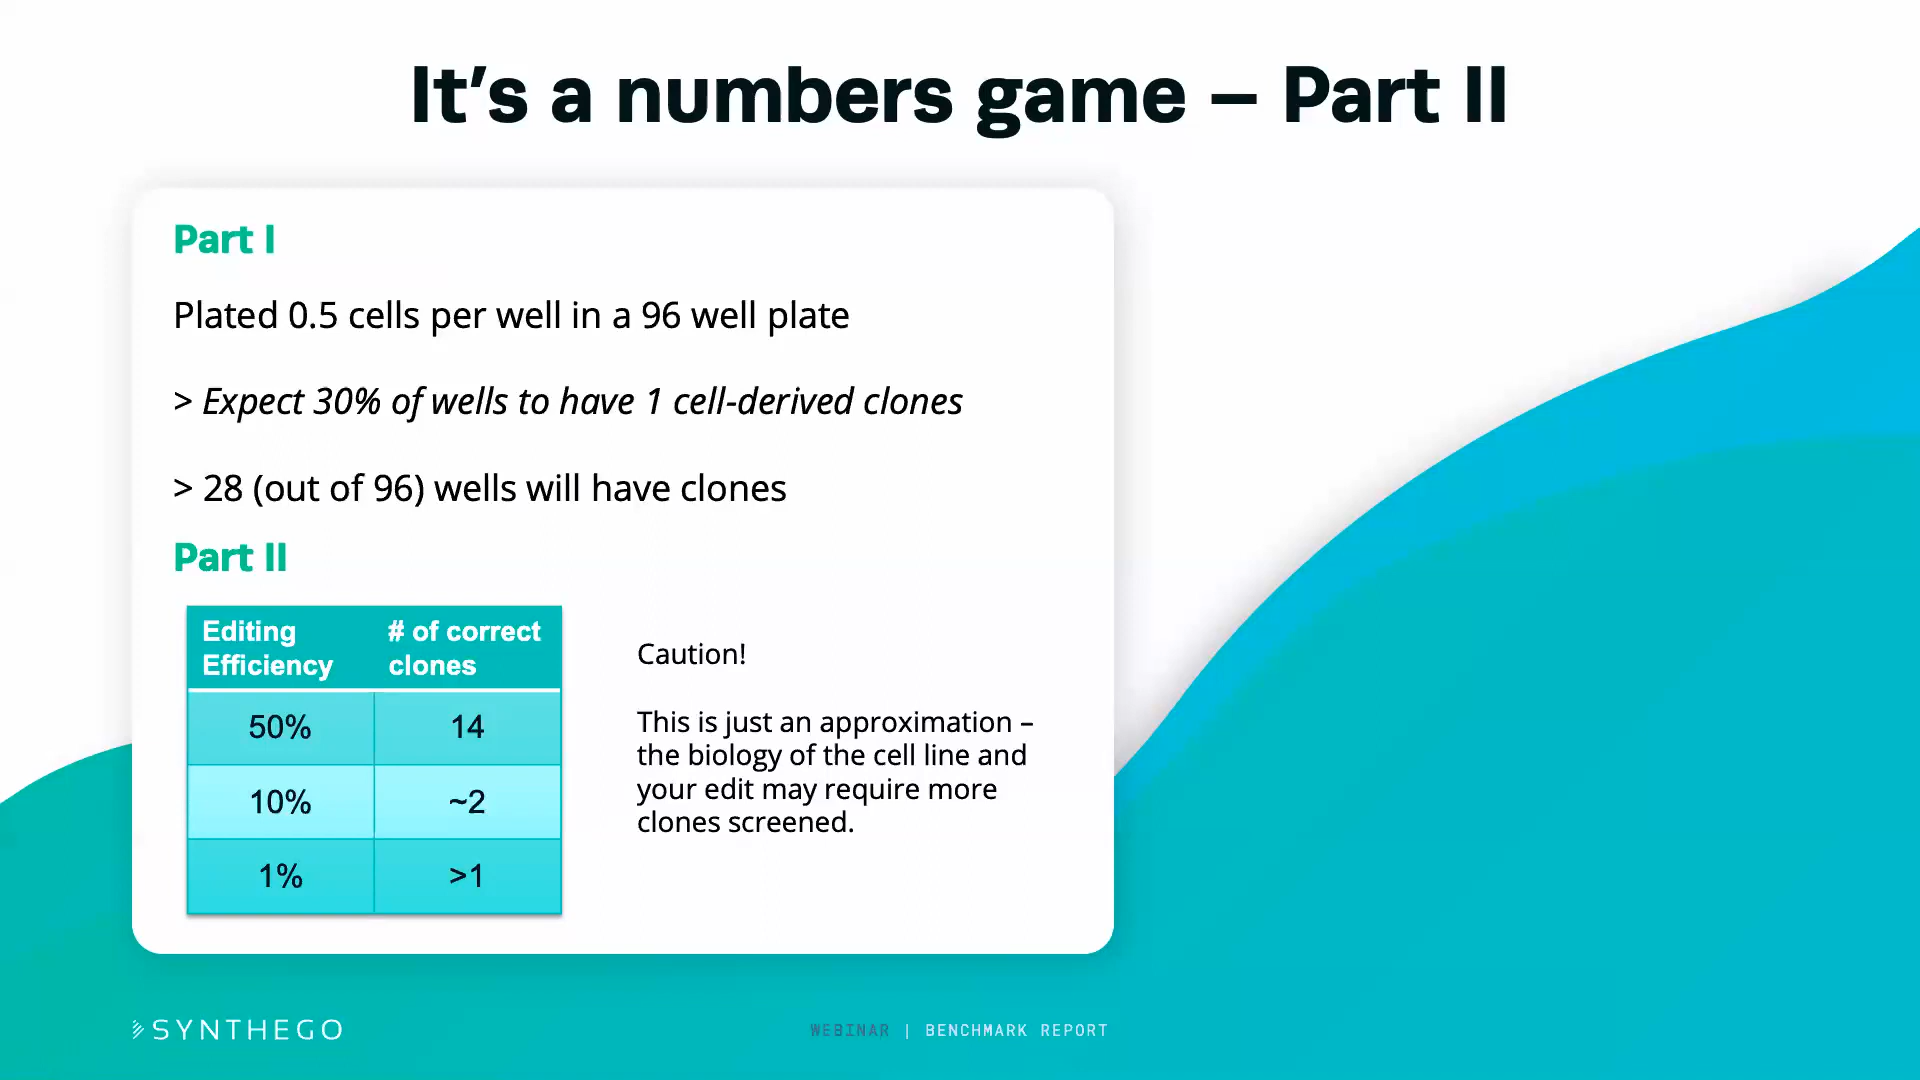 It’s a numbers game – Part II
Part I
Plated 0.5 cells per well in a 96 well plate
> Expect 30% of wells to have 1 cell-derived clones
> 28 (out of 96) wells will have clones
Part II
Editing Efficiency
# of correct clones
50%
14
10%
~2
1%
>1
Caution!
This is just an approximation –
the biology of the cell line and
your edit may require more
clones screened.
SYNTHEGO
WEBINAR | BENCHMARK REPORT